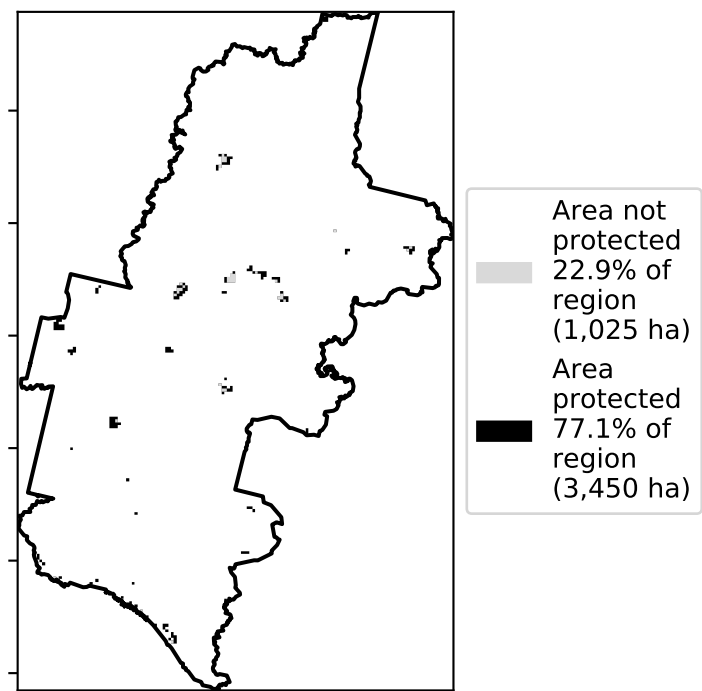 Area not
protected
22.9% of
region
(1,025 ha)
Area
protected
77.1% of
region
(3,450 ha)